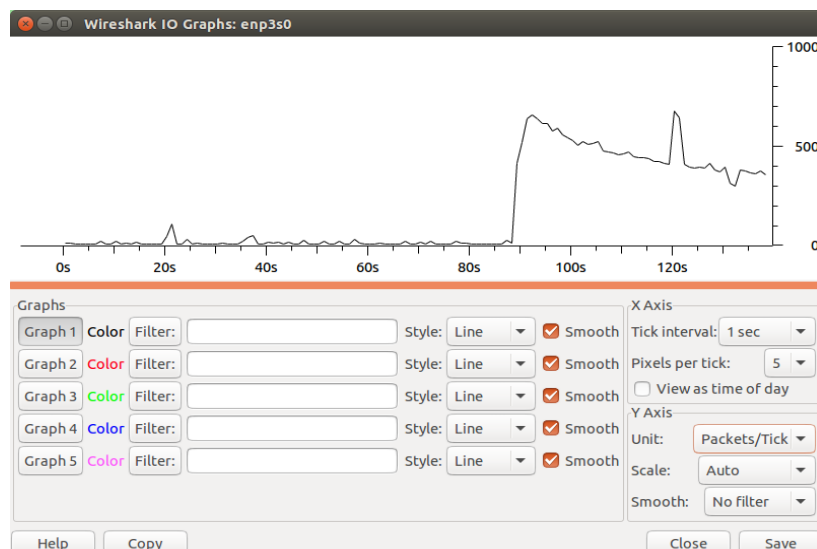 Wireshark IO Graphs: enp3s0
1000
500
0
0s 20s 40s 60s 80s 100s 120s
Graphs
Graph 1 Color Filter: Style: Line Smooth
Graph 2 Color Filter: Style: Line Smooth
Graph 3 Color Filter: Style: Line Smooth
Graph 4 Color Filter: Style: Line Smooth
Graph 5 Color Filter: Style: Line Smooth
X Axis
Tick interval: 1 sec
Pixels per tick: 5
View as time of day
Y Axis
Unit: Packets/Tick
Scale: Auto
Smooth: No filter
Help Copy Close Save